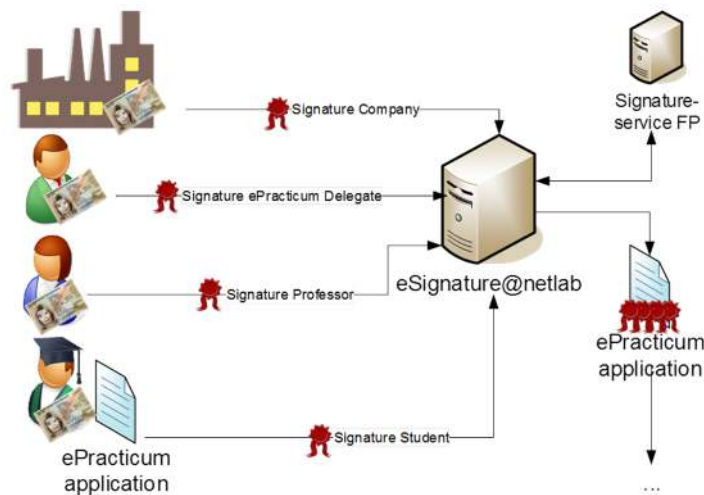 Signature Company
Signature-
service FP
Signature ePracticum Delegate
Signature Professor
eSignature@netlab
ePracticum
application
Signature Student
ePracticum
application
...